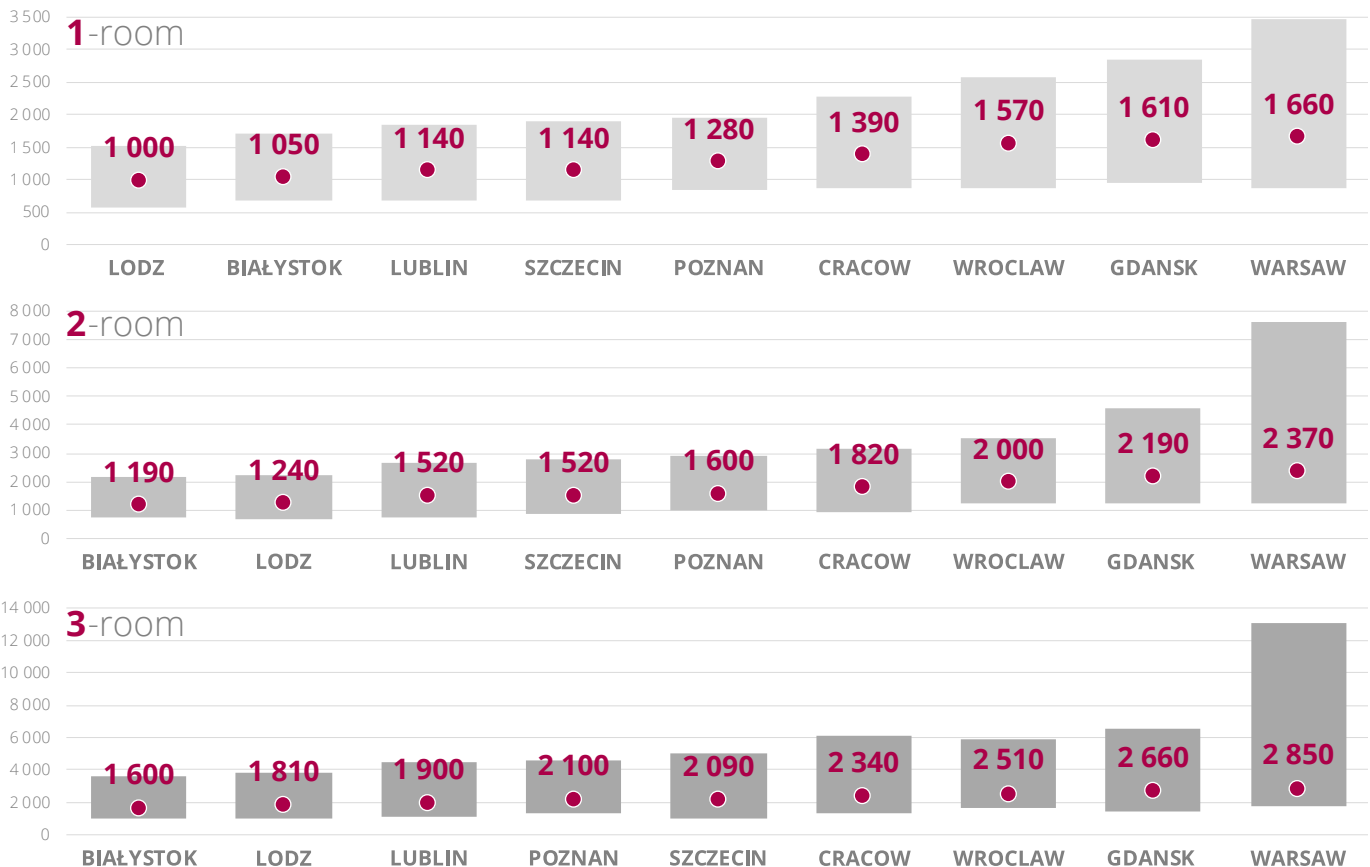 1-room
3 500
3 000
2 500
2 000
1 500
1 000
500
0
1 000 1 050 1 140 1 140 1 280 1 390 1 570 1 610 1 660
LODZ BIAŁYSTOK LUBLIN SZCZECIN POZNAN CRACOW WROCLAW GDANSK WARSAW
2-room
8 000
7 000
6 000
5 000
4 000
3 000
2 000
1 000
0
1 190 1 240 1 520 1 520 1 600 1 820 2 000 2 190 2 370
BIAŁYSTOK LODZ LUBLIN SZCZECIN POZNAN CRACOW WROCLAW GDANSK WARSAW
3-room
14 000
12 000
10 000
8 000
6 000
4 000
2 000
0
1 600 1 810 1 900 2 100 2 090 2 340 2 510 2 660 2 850
BIAŁYSTOK LODZ LUBLIN POZNAN SZCZECIN CRACOW WROCLAW GDANSK WARSAW